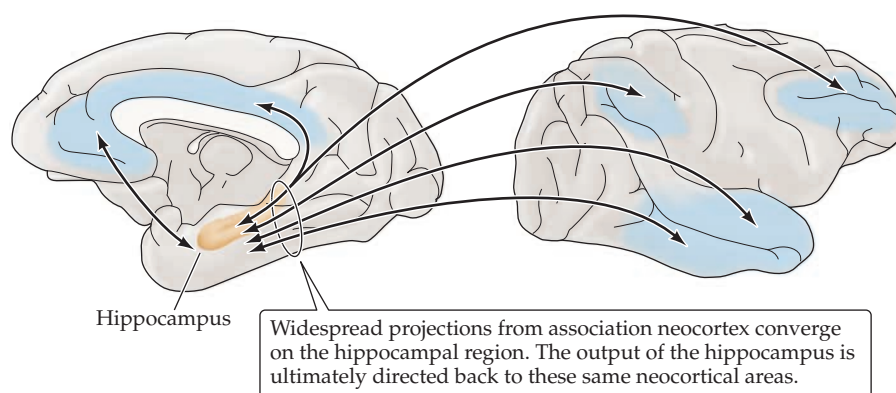 Hippocampus
Widespread projections from association neocortex converge
on the hippocampal region. The output of the hippocampus is
ultimately directed back to these same neocortical areas.